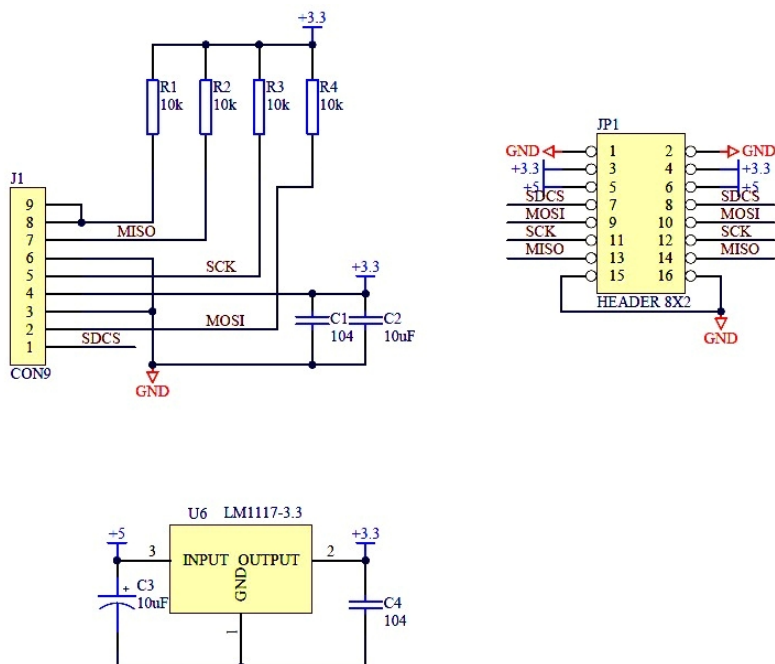 +3.3
R1 R2 R3 R4
10k 10k 10k 10k
J1
9
8
7 MISO
6
5 SCK
4 +3.3
3
2 MOSI
1 SDCS
CON9
C1 C2
104 10uF
GND
JP1
GND 1 2 GND
+3.3 3 4 +3.3
+5 5 6 +5
SDCS 7 8 SDCS
MOSI 9 10 MOSI
SCK 11 12 SCK
MISO 13 14 MISO
15 16
HEADER 8X2
GND
U6 LM1117-3.3
+5 +3.3
3 INPUT OUTPUT 2
GND
1
C3
10uF
+
C4
104